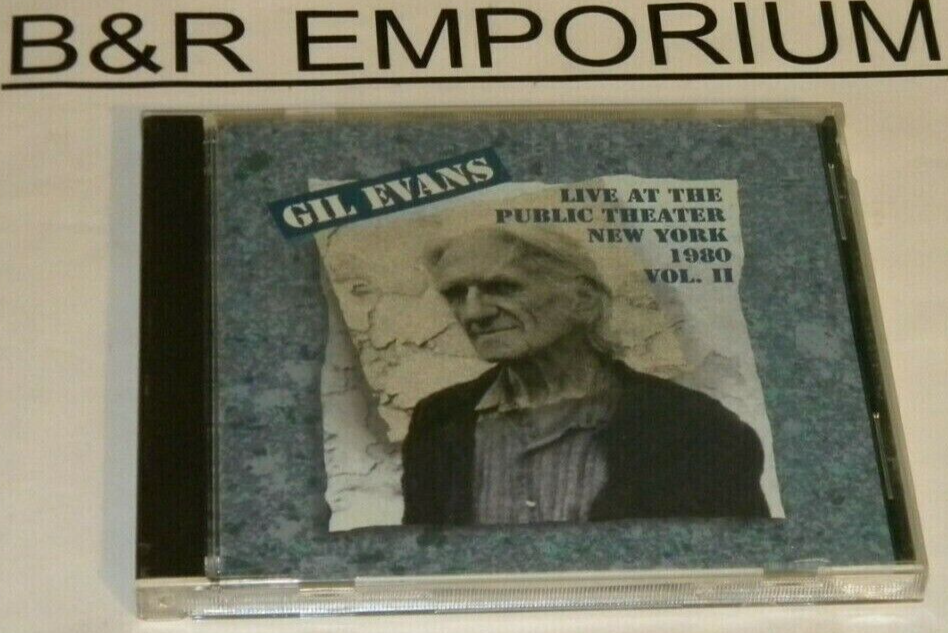 B&R EMPORIUM
GIL EVANS
LIVE AT THE
PUBLIC THEATER
NEW YORK
1980
VOL. II